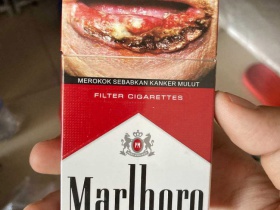 MEROKOK SEBABKAN KANKER MULUT
FILTER CIGARETTES
Marlboro